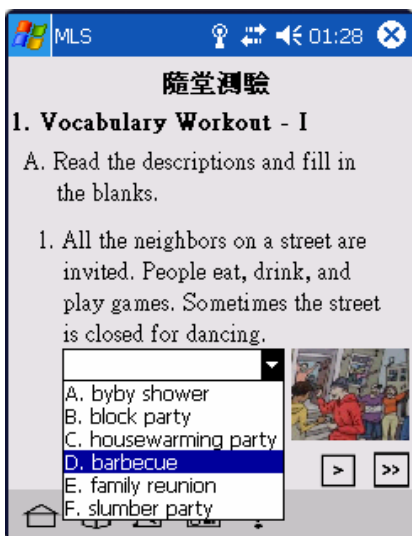 MLS 01:28
隨堂測驗
1. Vocabulary Workout - I
A. Read the descriptions and fill in
the blanks.
1. All the neighbors on a street are
invited. People eat, drink, and
play games. Sometimes the street
is closed for dancing.
A. byby shower
B. block party
C. housewarming party
D. barbecue
E. family reunion
F. slumber party
> >>